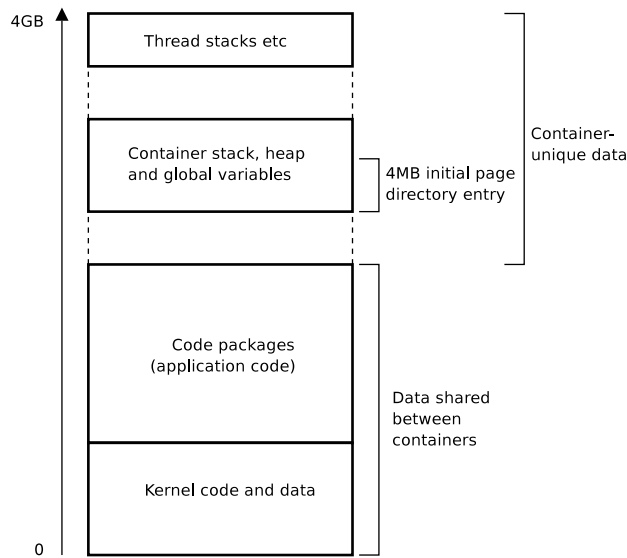 4GB
Thread stacks etc
Container stack, heap
and global variables
4MB initial page
directory entry
Container-
unique data
Code packages
(application code)
Data shared
between
containers
Kernel code and data
0